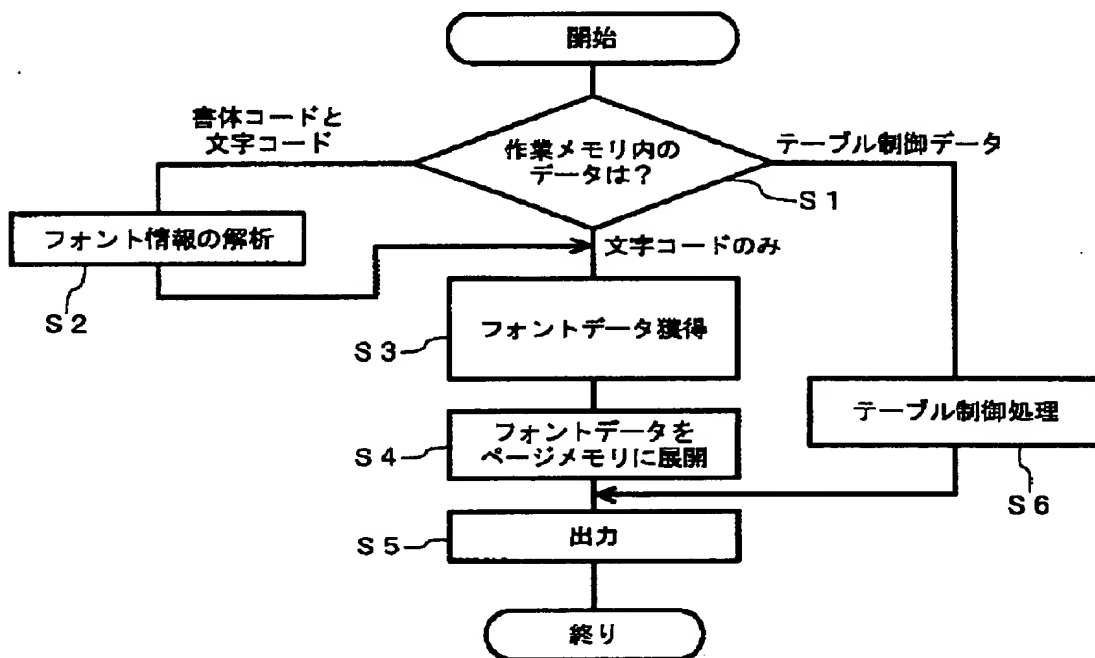 開始
書体コードと
文字コード
作業メモリ内の
データは?
テーブル制御データ
S1
フォント情報の解析
文字コードのみ
S2
フォントデータ獲得
S3
テーブル制御処理
フォントデータを
ページメモリに展開
S4
S6
出力
S5
終り